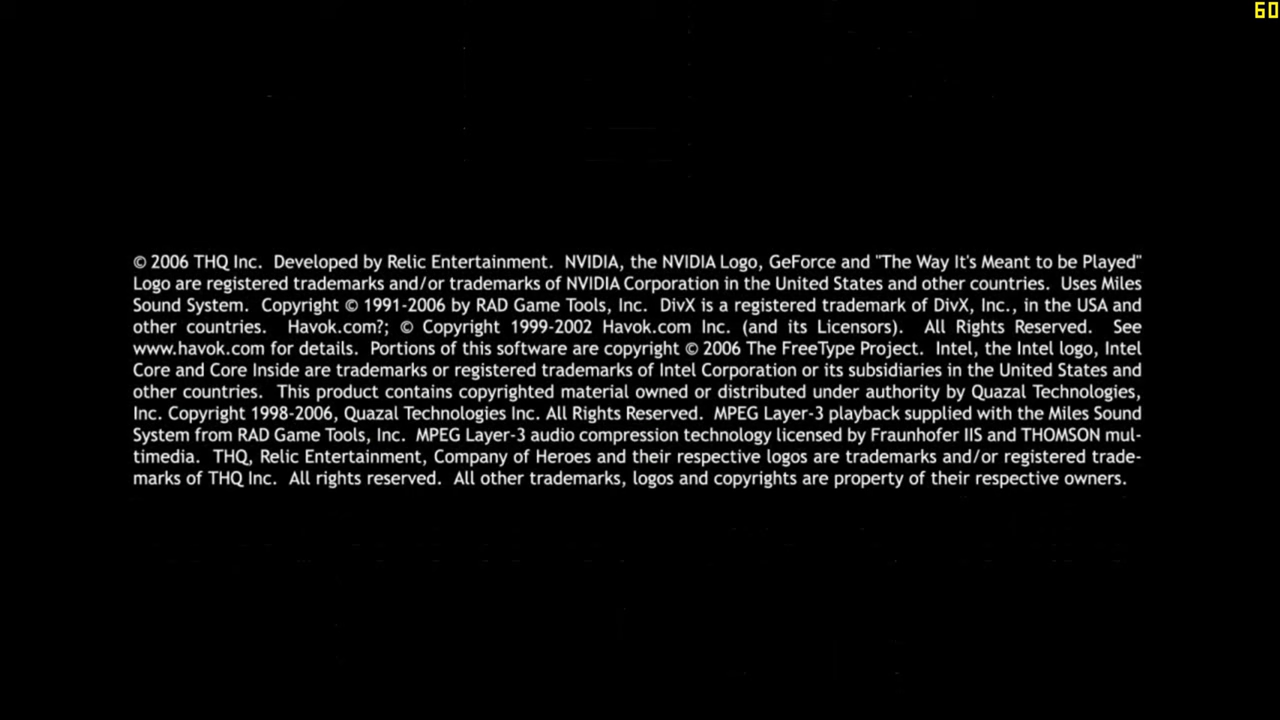 60
© 2006 THQ Inc.  Developed by Relic Entertainment.  NVIDIA, the NVIDIA Logo, GeForce and "The Way It's Meant to be Played"
Logo are registered trademarks and/or trademarks of NVIDIA Corporation in the United States and other countries.  Uses Miles
Sound System.  Copyright © 1991-2006 by RAD Game Tools, Inc.  DivX is a registered trademark of DivX, Inc., in the USA and
other countries.  Havok.com?; © Copyright 1999-2002 Havok.com Inc. (and its Licensors).  All Rights Reserved.  See
www.havok.com for details.  Portions of this software are copyright © 2006 The FreeType Project.  Intel, the Intel logo, Intel
Core and Core Inside are trademarks or registered trademarks of Intel Corporation or its subsidiaries in the United States and
other countries.  This product contains copyrighted material owned or distributed under authority by Quazal Technologies,
Inc. Copyright 1998-2006, Quazal Technologies Inc. All Rights Reserved.  MPEG Layer-3 playback supplied with the Miles Sound
System from RAD Game Tools, Inc.  MPEG Layer-3 audio compression technology licensed by Fraunhofer IIS and THOMSON mul-
timedia.  THQ, Relic Entertainment, Company of Heroes and their respective logos are trademarks and/or registered trade-
marks of THQ Inc.  All rights reserved.  All other trademarks, logos and copyrights are property of their respective owners.